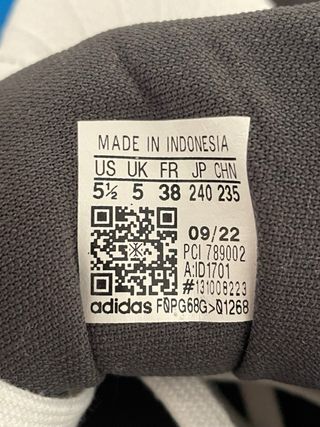 MADE IN INDONESIA
US UK FR JP CHN
5½ 5 38 240 235
09/22
PCI 789002
A:ID1701
#131008223
adidas F0PG68G>01268